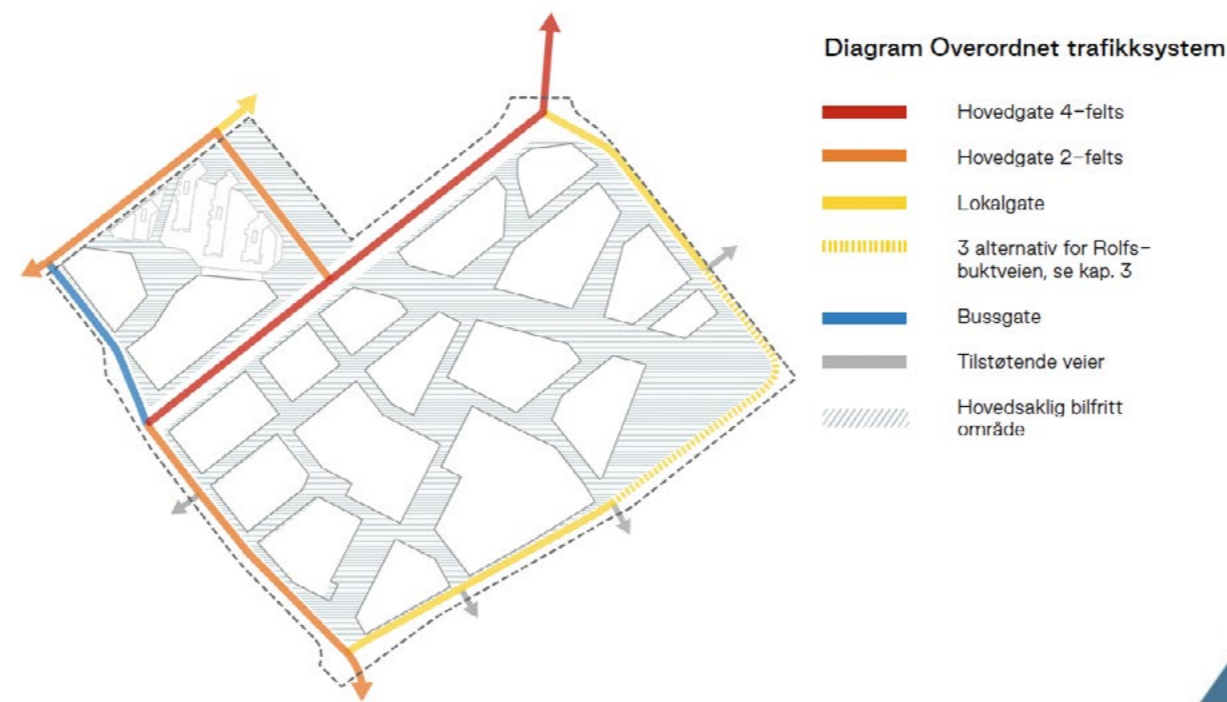 Diagram Overordnet trafikksystem
Hovedgate 4-felts
Hovedgate 2-felts
Lokalgate
3 alternativ for Rolfs-
buktveien, se kap. 3
Bussgate
Tilstøtende veier
Hovedsaklig bilfritt
område